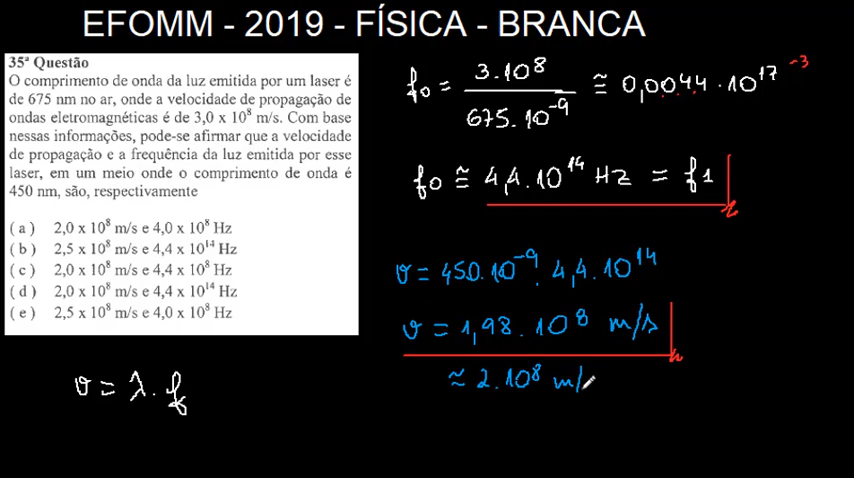 EFOMM - 2019 - FÍSICA - BRANCA
35ª Questão
O comprimento de onda da luz emitida por um laser é
de 675 nm no ar, onde a velocidade de propagação de
ondas eletromagnéticas é de 3,0 x 10⁸ m/s. Com base
nessas informações, pode-se afirmar que a velocidade
de propagação e a frequência da luz emitida por esse
laser, em um meio onde o comprimento de onda é
450 nm, são, respectivamente
( a ) 2,0 x 10⁸ m/s e 4,0 x 10⁸ Hz
( b ) 2,5 x 10⁸ m/s e 4,4 x 10¹⁴ Hz
( c ) 2,0 x 10⁸ m/s e 4,4 x 10⁸ Hz
( d ) 2,0 x 10⁸ m/s e 4,4 x 10¹⁴ Hz
( e ) 2,5 x 10⁸ m/s e 4,0 x 10⁸ Hz
v = λ . f
f₀ = 3.10⁸ / 675.10⁻⁹ ≅ 0,0044 . 10¹⁷ -3
f₀ ≅ 4,4.10¹⁴ Hz = f1
v = 450.10⁻⁹ . 4,4.10¹⁴
v = 1,98 . 10⁸ m/s
≈ 2.10⁸ m/